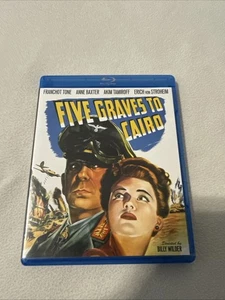 FRANCHOT TONE ANNE BAXTER AKIM TAMIROFF ERICH VON STROHEIM
FIVE GRAVES TO
CAIRO
Directed by
BILLY WILDER